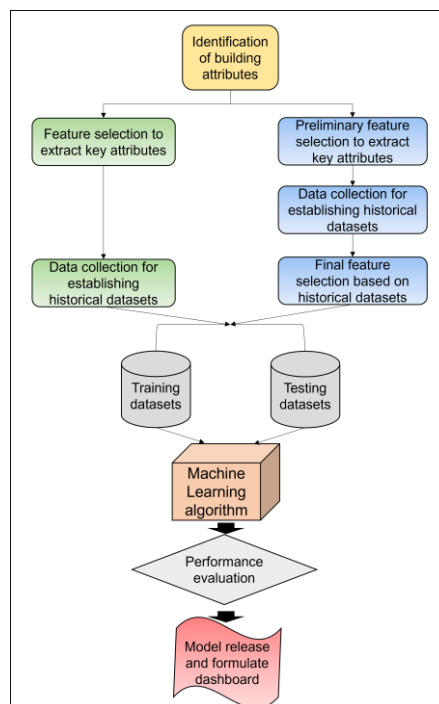 Identification
of building
attributes
Feature selection to
extract key attributes
Preliminary feature
selection to extract
key attributes
Data collection for
establishing historical
datasets
Data collection for
establishing
historical datasets
Final feature
selection based on
historical datasets
Training
datasets
Testing
datasets
Machine
Learning
algorithm
Performance
evaluation
Model release
and formulate
dashboard